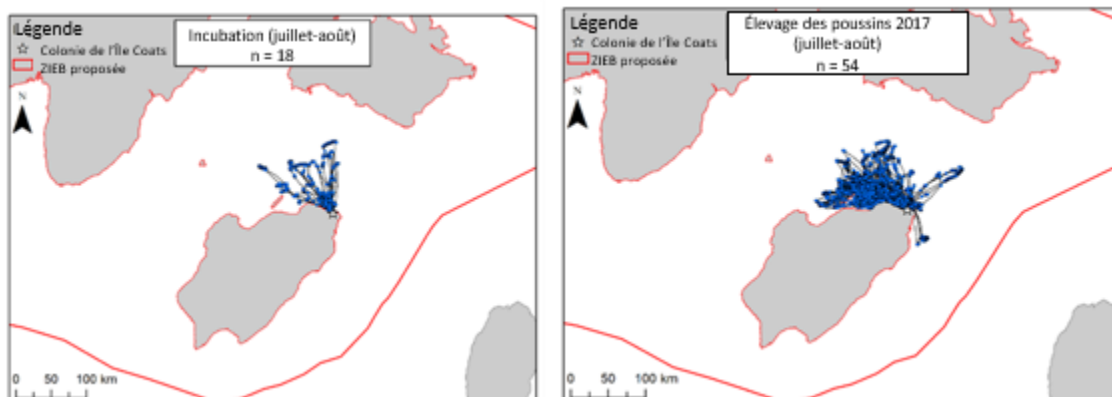 Légende
Colonie de l'Île Coats
ZIEB proposée
N
Incubation (juillet-août)
n = 18
0 50 100 km
Légende
Colonie de l'Île Coats
ZIEB proposée
N
Élevage des poussins 2017
(juillet-août)
n = 54
0 50 100 km